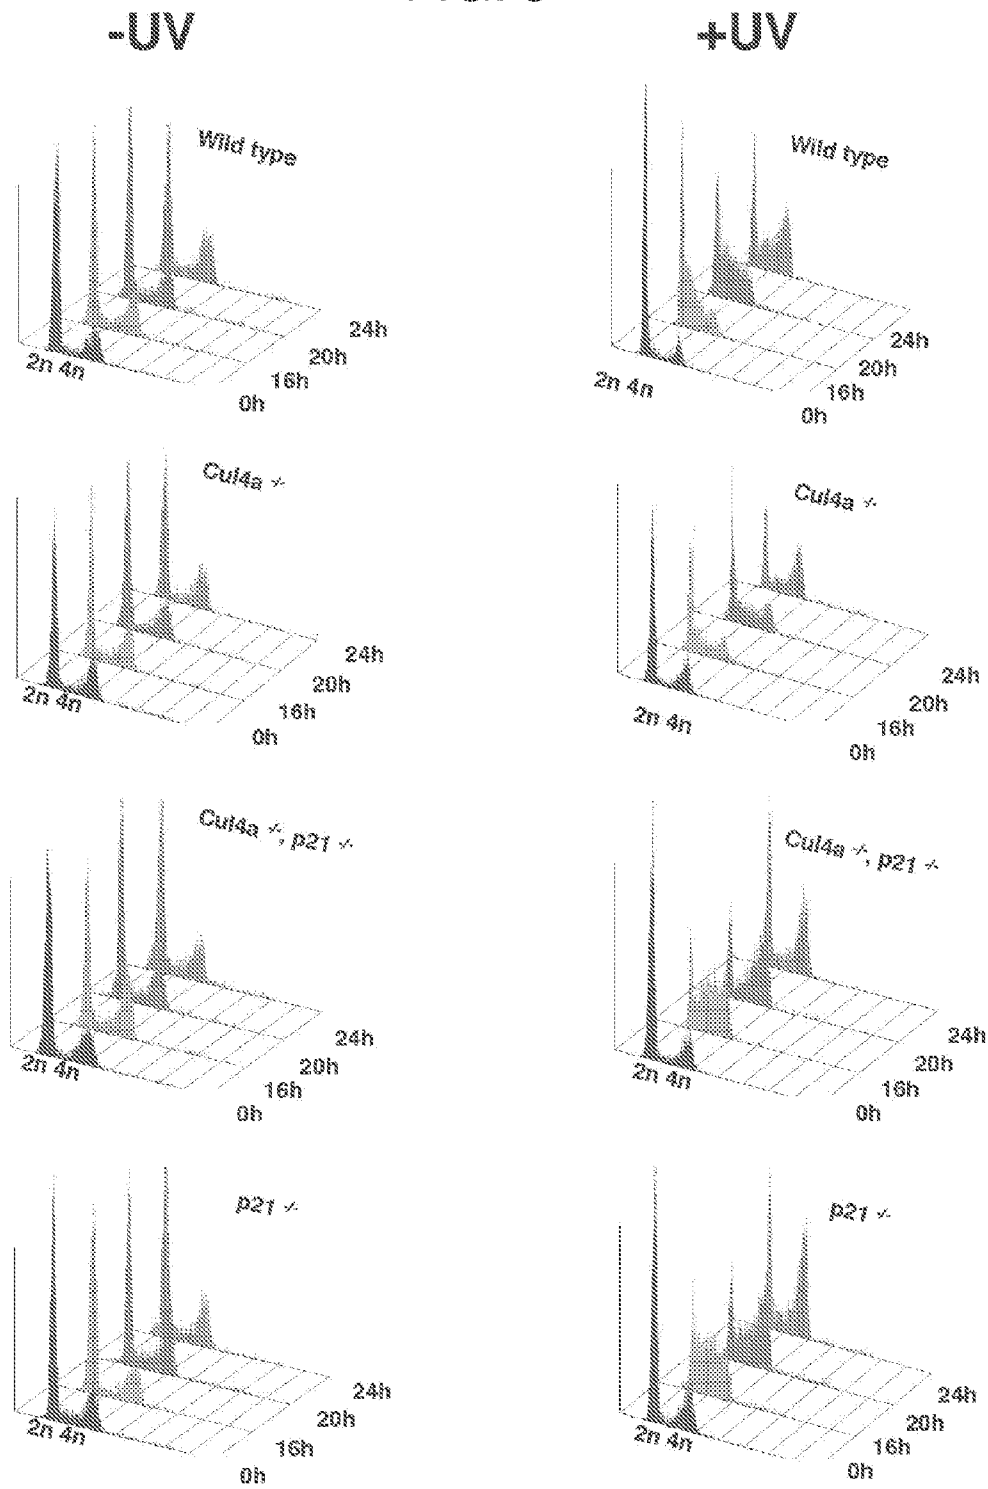 -UV
+UV
Wild type
24h
20h
16h
0h
2n 4n
Wild type
24h
20h
16h
0h
2n 4n
Cul4a -/-
24h
20h
16h
0h
2n 4n
Cul4a -/-
24h
20h
16h
0h
2n 4n
Cul4a -/-, p21 -/-
24h
20h
16h
0h
2n 4n
Cul4a -/-, p21 -/-
24h
20h
16h
0h
2n 4n
p21 -/-
24h
20h
16h
0h
2n 4n
p21 -/-
24h
20h
16h
0h
2n 4n